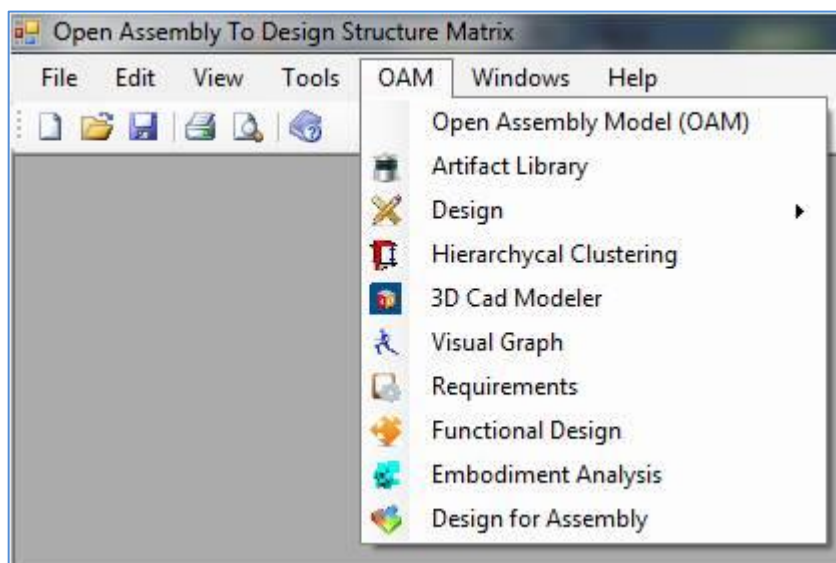 Open Assembly To Design Structure Matrix
File Edit View Tools OAM Windows Help
Open Assembly Model (OAM)
Artifact Library
Design
Hierarchycal Clustering
3D Cad Modeler
Visual Graph
Requirements
Functional Design
Embodiment Analysis
Design for Assembly